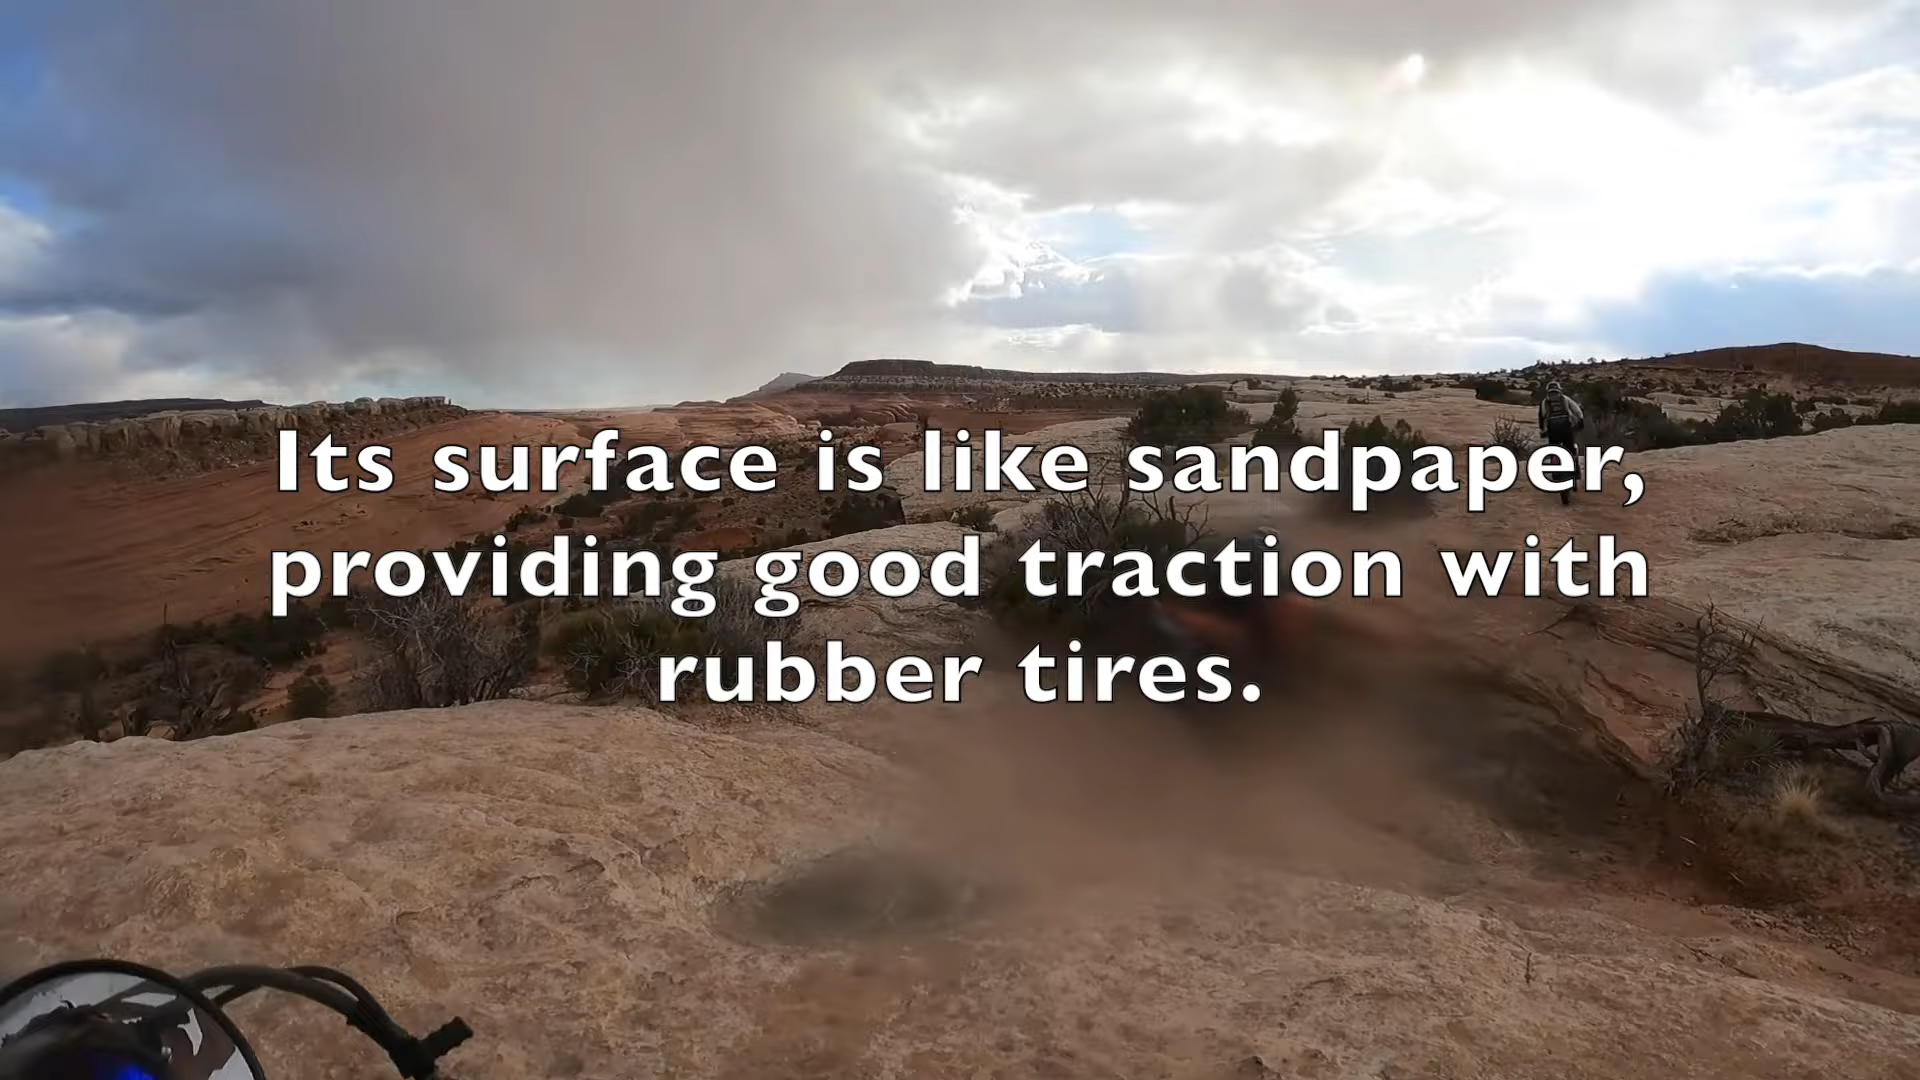 Its surface is like sandpaper,
providing good traction with
rubber tires.